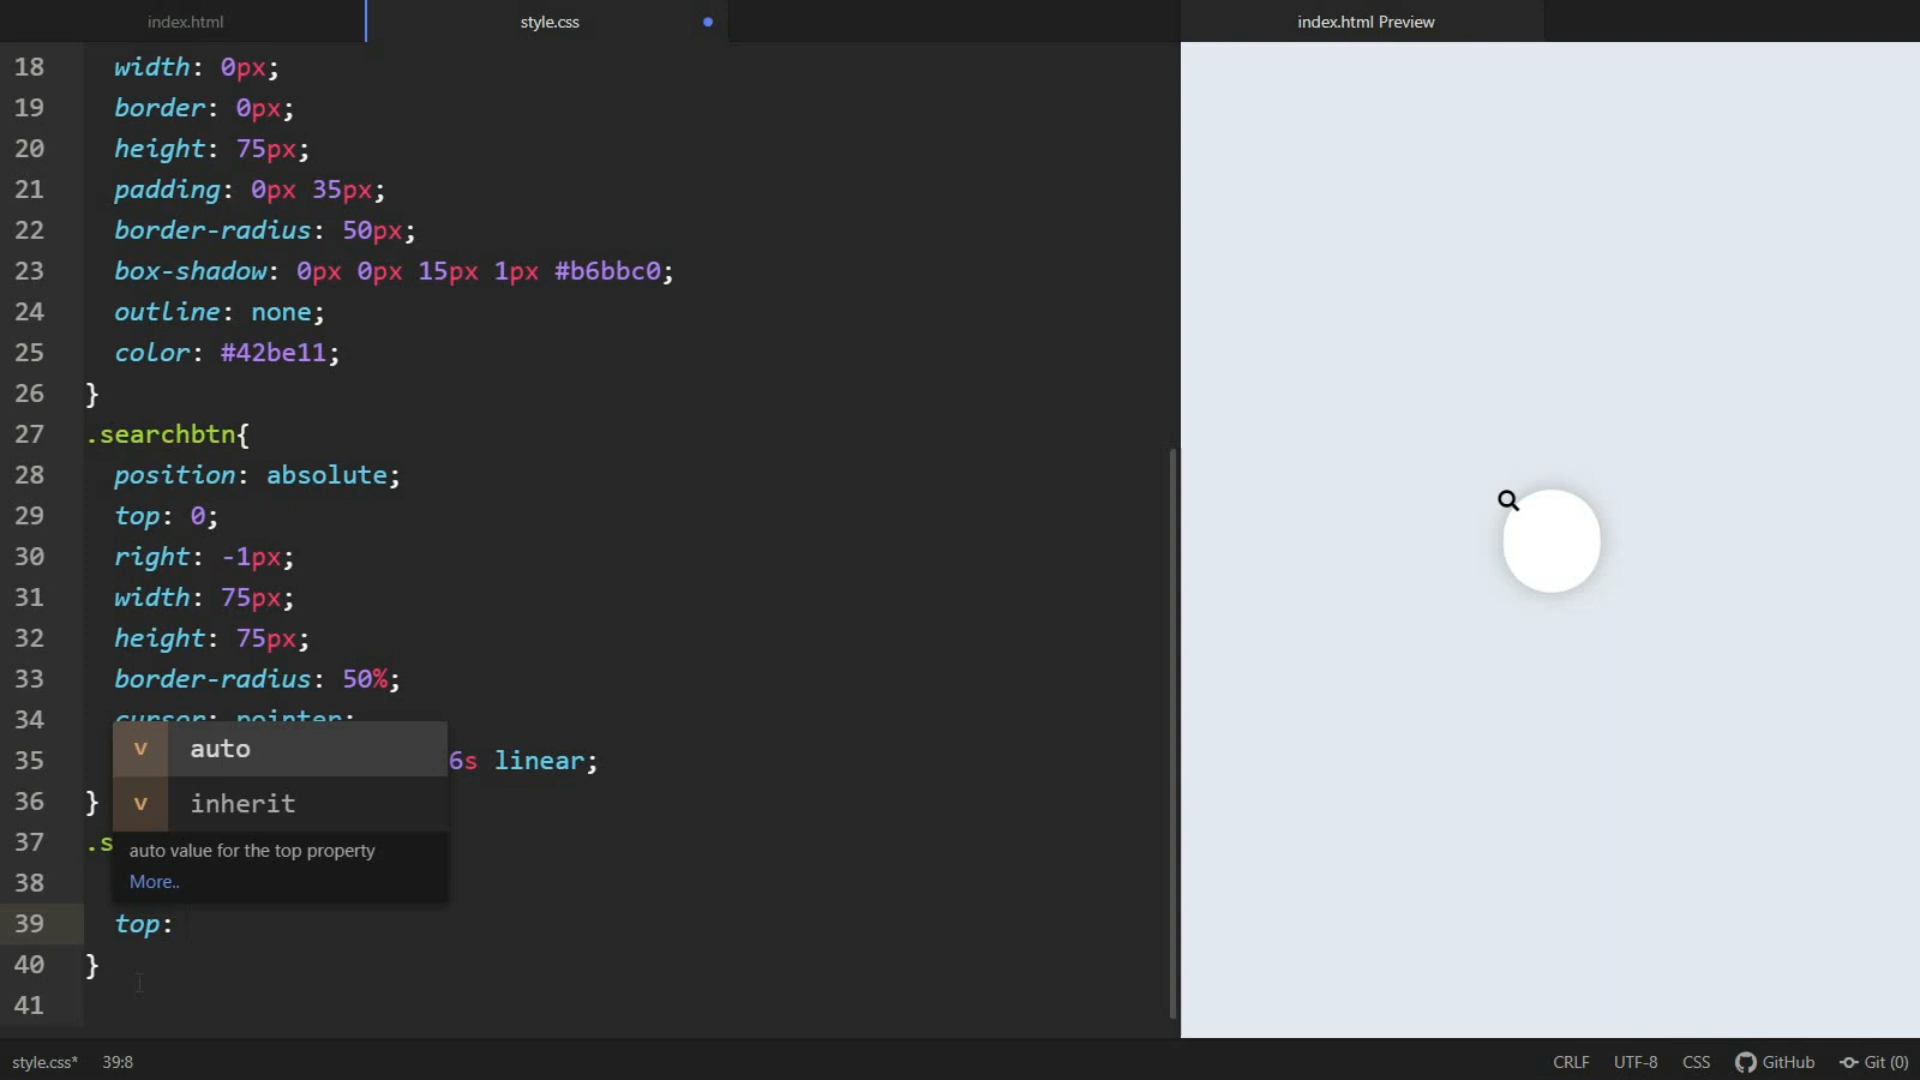 index.html
style.css
index.html Preview
18 width: 0px;
19 border: 0px;
20 height: 75px;
21 padding: 0px 35px;
22 border-radius: 50px;
23 box-shadow: 0px 0px 15px 1px #b6bbc0;
24 outline: none;
25 color: #42be11;
26 }
27 .searchbtn{
28 position: absolute;
29 top: 0;
30 right: -1px;
31 width: 75px;
32 height: 75px;
33 border-radius: 50%;
34 cursor: pointer;
v auto
35 6s linear;
36 }
v inherit
37 .s
auto value for the top property
More..
38
39 top:
40 }
41
style.css* 39:8 CRLF UTF-8 CSS GitHub Git (0)